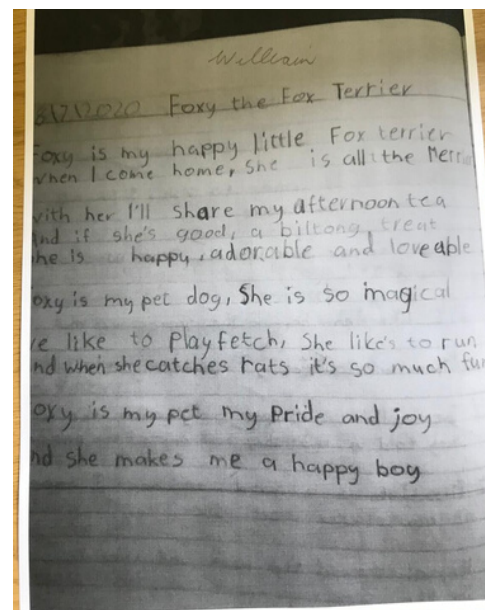 William
8/7/2020 Foxy the Fox Terrier
Foxy is my happy little Fox terrier
when I come home, she is all the Merrier
with her I'll share my afternoon tea
and if she's good, a biltong treat
she is happy, adorable and loveable
Foxy is my pet dog, She is so magical
we like to play fetch, She like's to run
and when she catches rats it's so much fun
Foxy is my pet my Pride and joy
and she makes me a happy boy